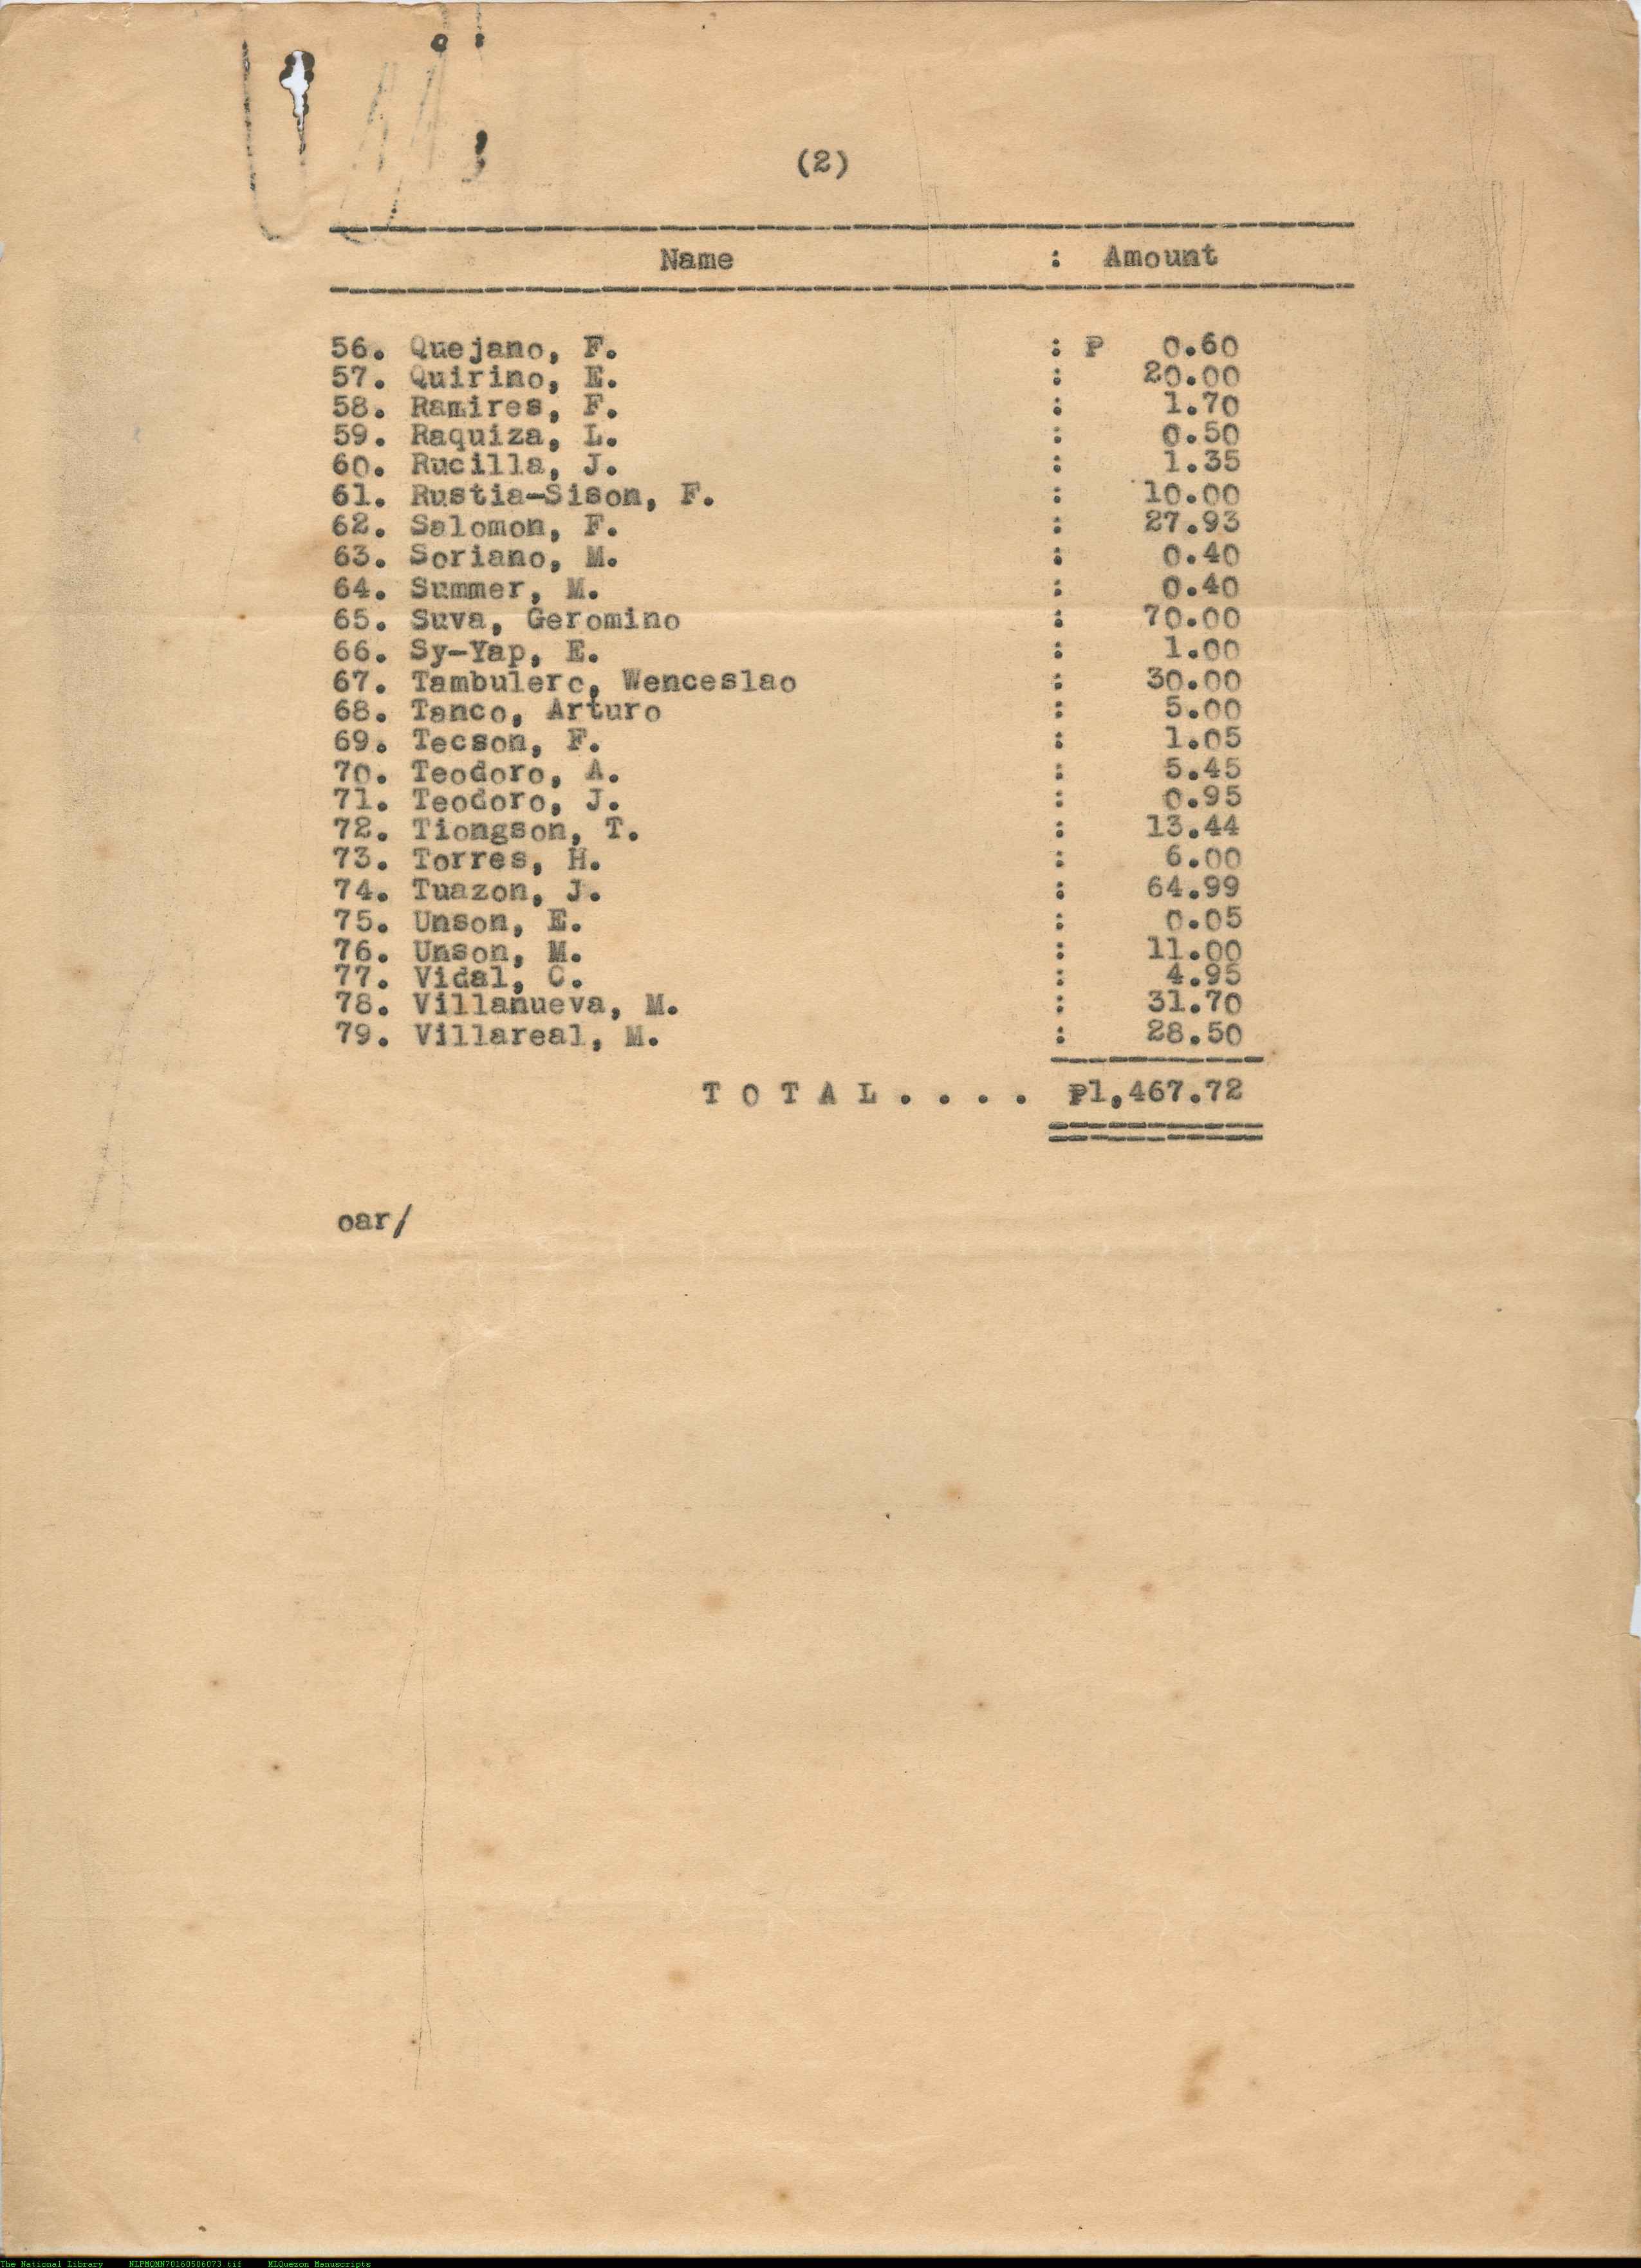 (2)
Name : Amount
56. Quejano, F. : ₱ 0.60
57. Quirino, E. : 20.00
58. Ramires, F. : 1.70
59. Raquiza, L. : 0.50
60. Rucilla, J. : 1.35
61. Rustia-Sison, F. : 10.00
62. Salomon, F. : 27.93
63. Soriano, M. : 0.40
64. Summer, M. : 0.40
65. Suva, Geromino : 70.00
66. Sy-Yap, E. : 1.00
67. Tambulero, Wenceslao : 30.00
68. Tanco, Arturo : 5.00
69. Tecson, F. : 1.05
70. Teodoro, A. : 5.45
71. Teodoro, J. : 0.95
72. Tiongson, T. : 13.44
73. Torres, H. : 6.00
74. Tuazon, J. : 64.99
75. Unson, E. : 0.05
76. Unson, M. : 11.00
77. Vidal, C. : 4.95
78. Villanueva, M. : 31.70
79. Villareal, M. : 28.50
T O T A L . . . . ₱1,467.72
oar/
The National Library NLPMQMN70160506073.tif MLQuezon Manuscripts